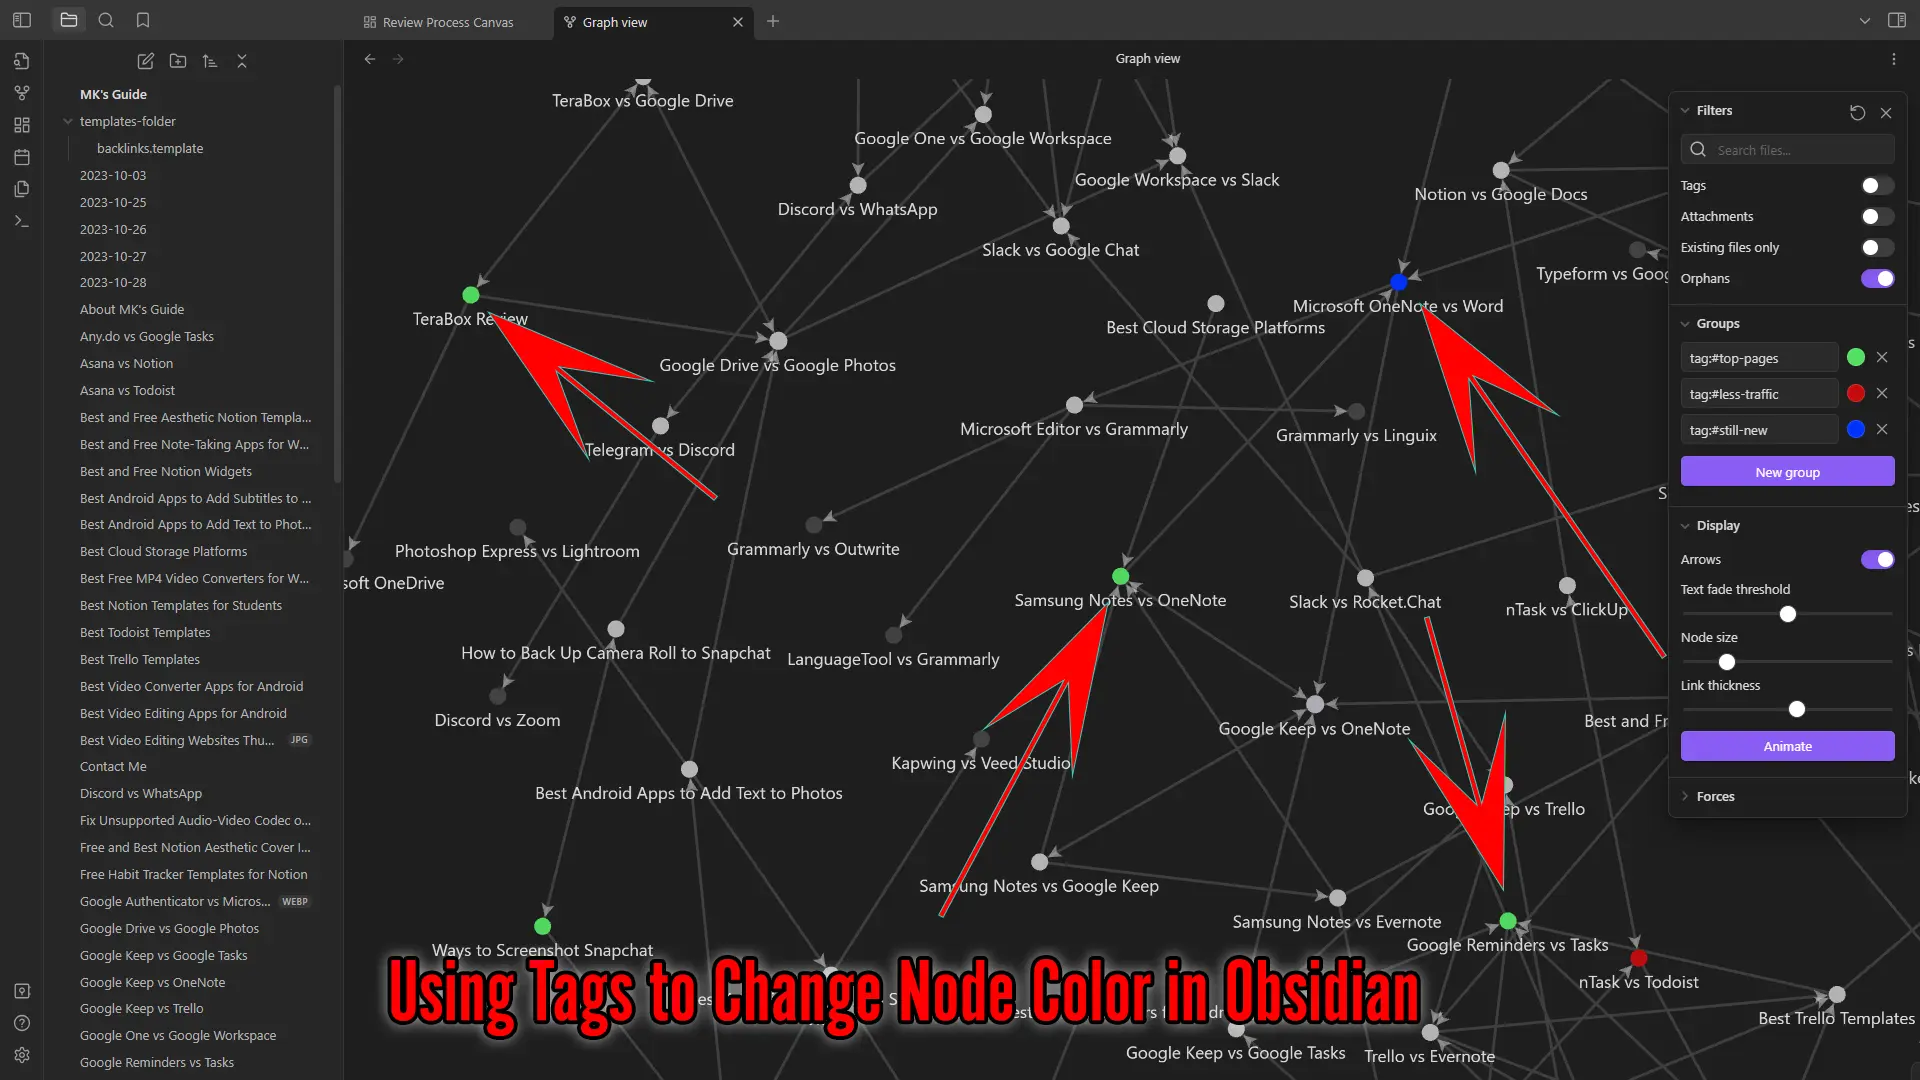 Review Process Canvas
Graph view
Graph view
MK's Guide
templates-folder
backlinks.template
2023-10-03
2023-10-25
2023-10-26
2023-10-27
2023-10-28
About MK's Guide
Any.do vs Google Tasks
Asana vs Notion
Asana vs Todoist
Best and Free Aesthetic Notion Templa...
Best and Free Note-Taking Apps for W...
Best and Free Notion Widgets
Best Android Apps to Add Subtitles to ...
Best Android Apps to Add Text to Phot...
Best Cloud Storage Platforms
Best Free MP4 Video Converters for W...
Best Notion Templates for Students
Best Todoist Templates
Best Trello Templates
Best Video Converter Apps for Android
Best Video Editing Apps for Android
Best Video Editing Websites Thu... JPG
Contact Me
Discord vs WhatsApp
Fix Unsupported Audio-Video Codec o...
Free and Best Notion Aesthetic Cover I...
Free Habit Tracker Templates for Notion
Google Authenticator vs Micros... WEBP
Google Drive vs Google Photos
Google Keep vs Google Tasks
Google Keep vs OneNote
Google Keep vs Trello
Google One vs Google Workspace
Google Reminders vs Tasks
TeraBox vs Google Drive
Google One vs Google Workspace
Google Workspace vs Slack
Notion vs Google Docs
Discord vs WhatsApp
Slack vs Google Chat
Typeform vs Goog
TeraBox Review
Best Cloud Storage Platforms
Microsoft OneNote vs Word
Google Drive vs Google Photos
Microsoft Editor vs Grammarly
Grammarly vs Linguix
Telegram vs Discord
Photoshop Express vs Lightroom
Grammarly vs Outwrite
soft OneDrive
Samsung Notes vs OneNote
Slack vs Rocket.Chat
nTask vs ClickUp
How to Back Up Camera Roll to Snapchat
LanguageTool vs Grammarly
Discord vs Zoom
Google Keep vs OneNote
Best and Fr
Kapwing vs Veed Studio
Best Android Apps to Add Text to Photos
Goo ep vs Trello
Samsung Notes vs Google Keep
Samsung Notes vs Evernote
Google Reminders vs Tasks
Ways to Screenshot Snapchat
nTask vs Todoist
Using Tags to Change Node Color in Obsidian
Best Trello Templates
Google Keep vs Google Tasks
Trello vs Evernote
Filters
Search files...
Tags
Attachments
Existing files only
Orphans
Groups
tag:#top-pages
tag:#less-traffic
tag:#still-new
New group
Display
Arrows
Text fade threshold
Node size
Link thickness
Animate
Forces